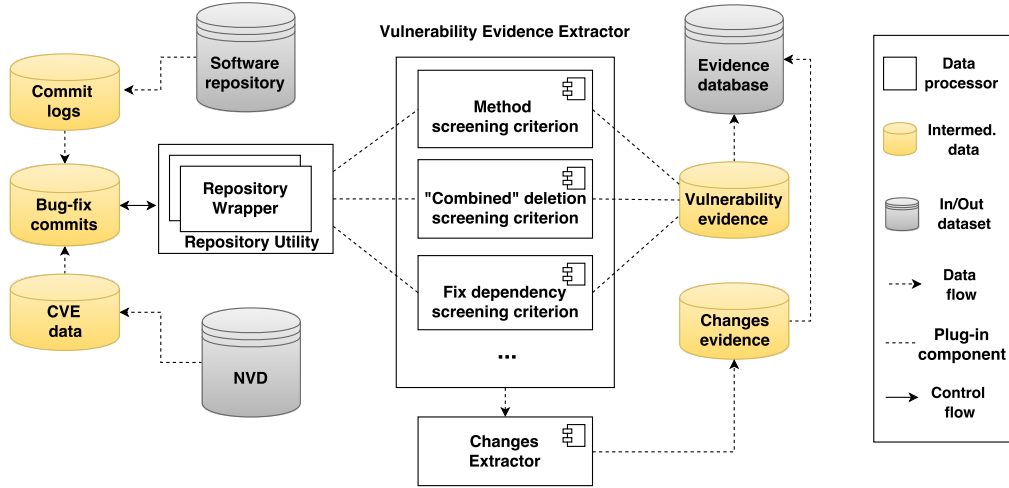 Vulnerability Evidence Extractor
Software
repository
Commit
logs
Bug-fix
commits
CVE
data
NVD
Repository
Wrapper
Repository Utility
Method
screening criterion
"Combined" deletion
screening criterion
Fix dependency
screening criterion
...
Changes
Extractor
Evidence
database
Vulnerability
evidence
Changes
evidence
Data
processor
Intermed.
data
In/Out
dataset
Data
flow
Plug-in
component
Control
flow